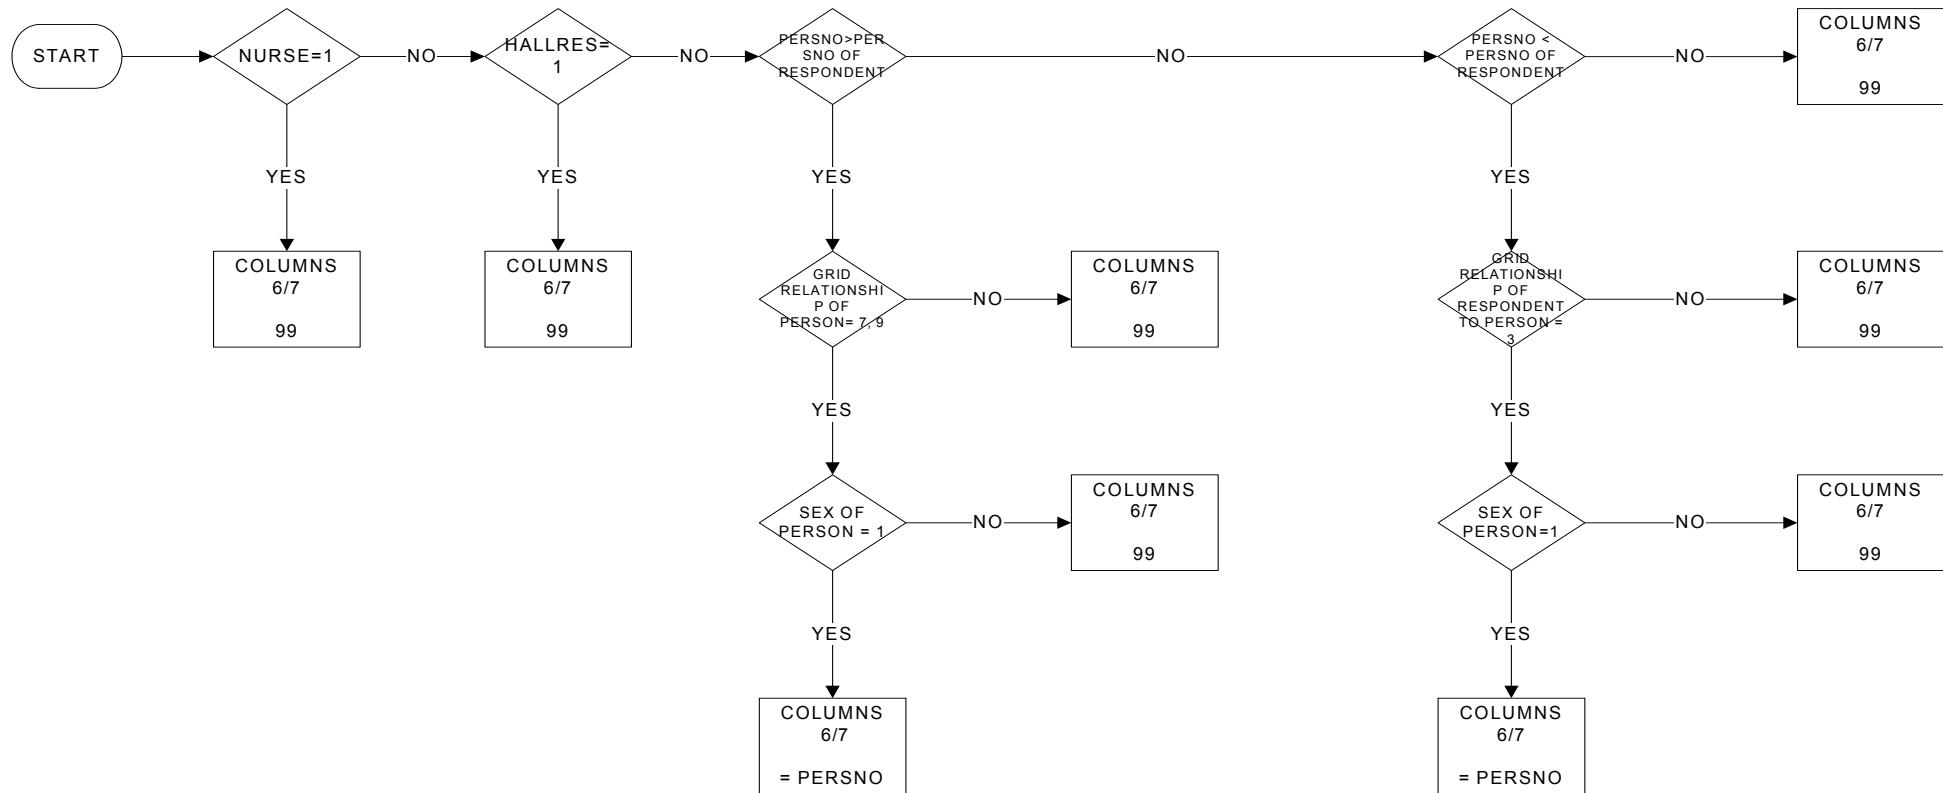 START
NURSE=1
NO
HALLRES=
1
NO
PERSNO>PER
SNO OF
RESPONDENT
NO
PERSNO <
PERSNO OF
RESPONDENT
NO
COLUMNS
6/7
99
YES
YES
YES
YES
COLUMNS
6/7
99
COLUMNS
6/7
99
GRID
RELATIONSHI
P OF
PERSON= 7, 9
NO
COLUMNS
6/7
99
GRID
RELATIONSHI
P OF
RESPONDENT
TO PERSON =
3
NO
COLUMNS
6/7
99
YES
YES
SEX OF
PERSON = 1
NO
COLUMNS
6/7
99
SEX OF
PERSON=1
NO
COLUMNS
6/7
99
YES
YES
COLUMNS
6/7
= PERSNO
COLUMNS
6/7
= PERSNO